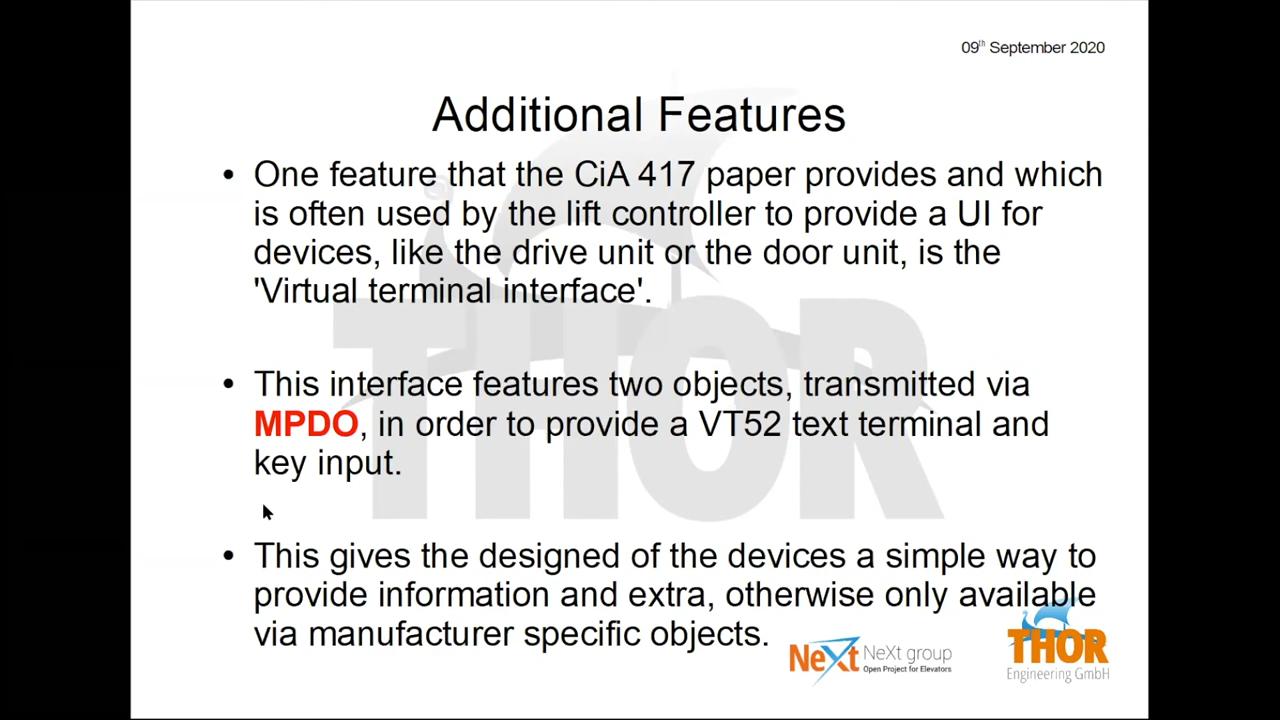 09th September 2020
Additional Features
• One feature that the CiA 417 paper provides and which
is often used by the lift controller to provide a UI for
devices, like the drive unit or the door unit, is the
'Virtual terminal interface'.
• This interface features two objects, transmitted via
MPDO, in order to provide a VT52 text terminal and
key input.
• This gives the designed of the devices a simple way to
provide information and extra, otherwise only available
via manufacturer specific objects.
THOR
NeXt NeXt group
Open Project for Elevators
THOR
Engineering GmbH